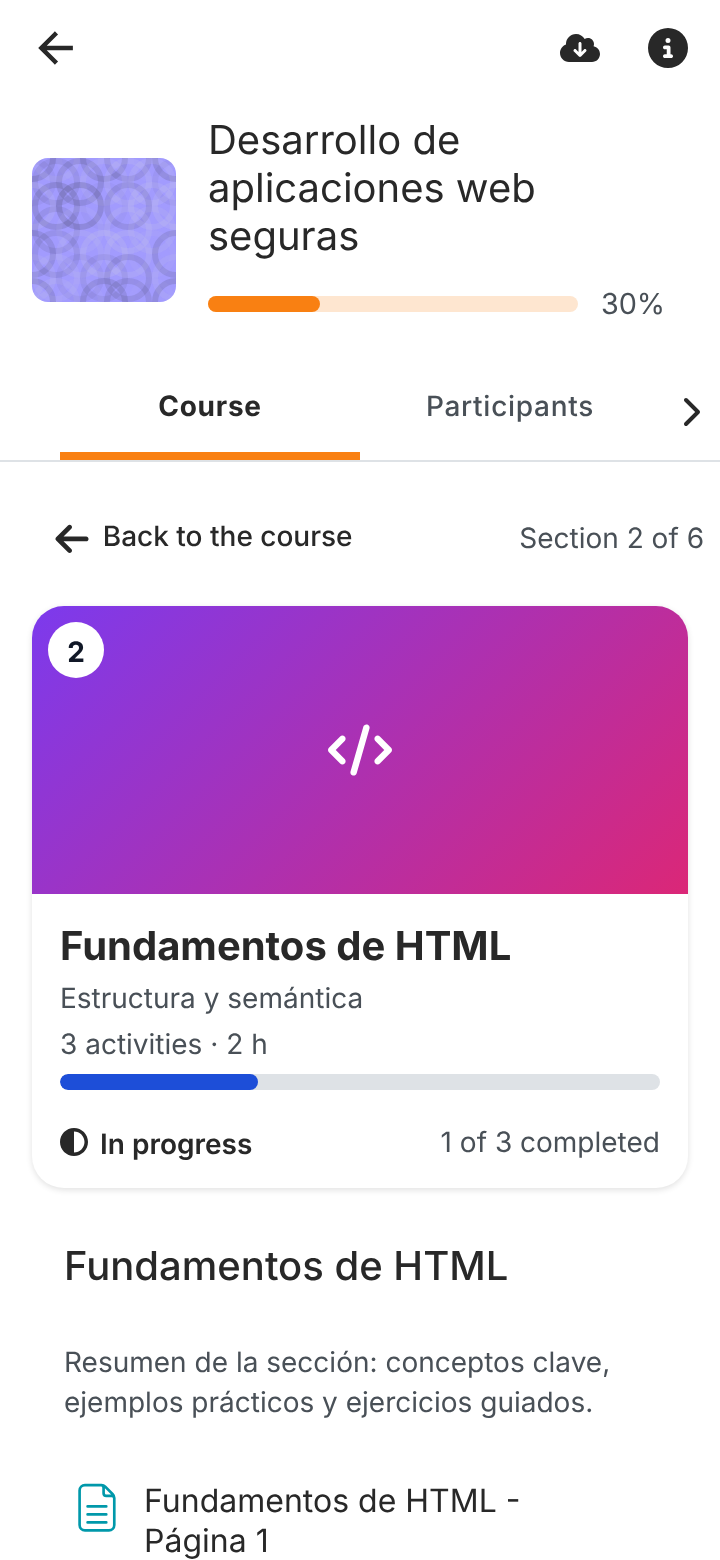 Desarrollo de
aplicaciones web
seguras
30%
Course
Participants
Back to the course
Section 2 of 6
2
</>
Fundamentos de HTML
Estructura y semántica
3 activities · 2 h
In progress
1 of 3 completed
Fundamentos de HTML
Resumen de la sección: conceptos clave,
ejemplos prácticos y ejercicios guiados.
Fundamentos de HTML -
Página 1